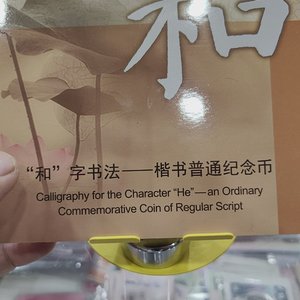 和
“和”字书法——楷书普通纪念币
Calligraphy for the Character “He”—an Ordinary
Commemorative Coin of Regular Script